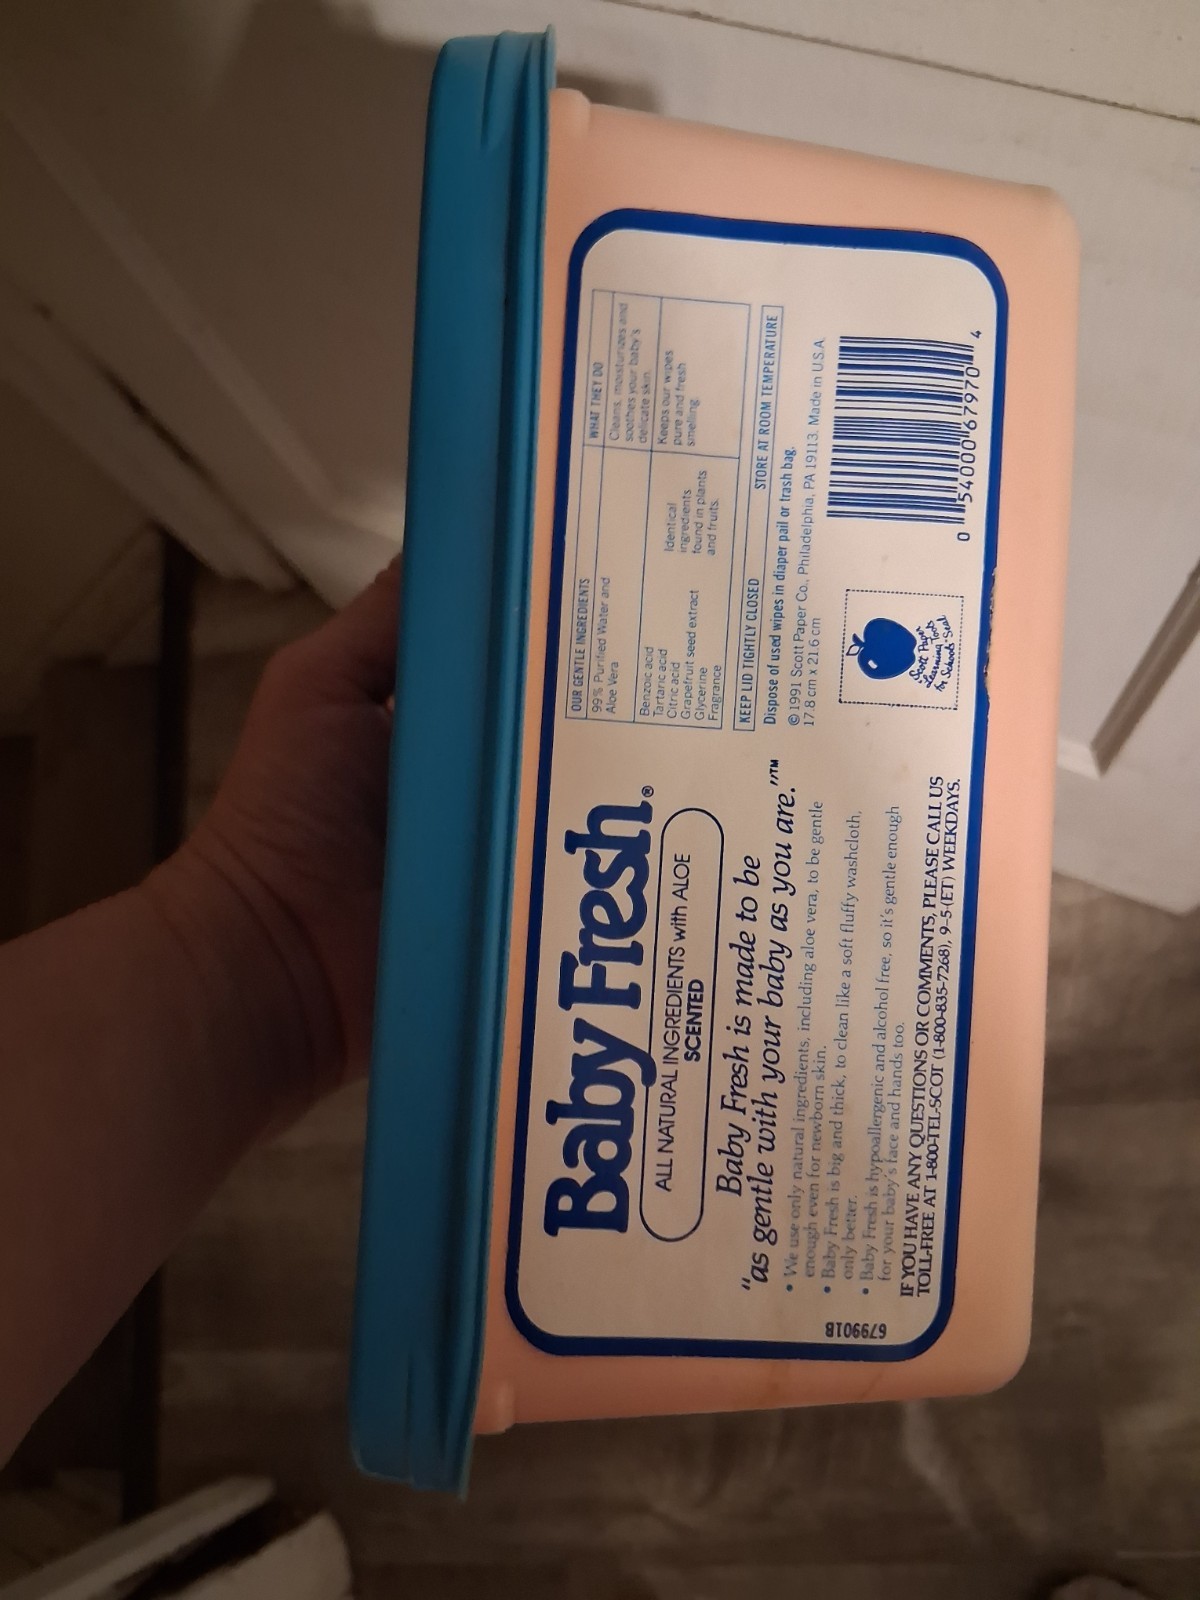 Baby Fresh®
ALL NATURAL INGREDIENTS with ALOE
SCENTED
Baby Fresh is made to be
"as gentle with your baby as you are."™
• We use only natural ingredients, including aloe vera, to be gentle
enough even for newborn skin.
• Baby Fresh is big and thick, to clean like a soft fluffy washcloth,
only better.
• Baby Fresh is hypoallergenic and alcohol free, so it's gentle enough
for your baby's face and hands too.
IF YOU HAVE ANY QUESTIONS OR COMMENTS, PLEASE CALL US
TOLL-FREE AT 1-800-TEL-SCOT (1-800-835-7268), 9-5 (ET) WEEKDAYS.
679901B
OUR GENTLE INGREDIENTS
WHAT THEY DO
99% Purified Water and
Aloe Vera
Cleans, moisturizes and
soothes your baby's
delicate skin.
Benzoic acid
Tartaric acid
Citric acid
Grapefruit seed extract
Glycerine
Fragrance
Identical
ingredients
found in plants
and fruits.
Keeps our wipes
pure and fresh
smelling.
KEEP LID TIGHTLY CLOSED
STORE AT ROOM TEMPERATURE
Dispose of used wipes in diaper pail or trash bag.
©1991 Scott Paper Co., Philadelphia, PA 19113. Made in U.S.A.
17.8 cm x 21.6 cm
Scott Paper
Learning Tools
for Schools Seal
0 54000 67970 4